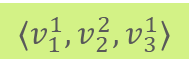 ⟨v₁¹, v₂², v₃¹⟩